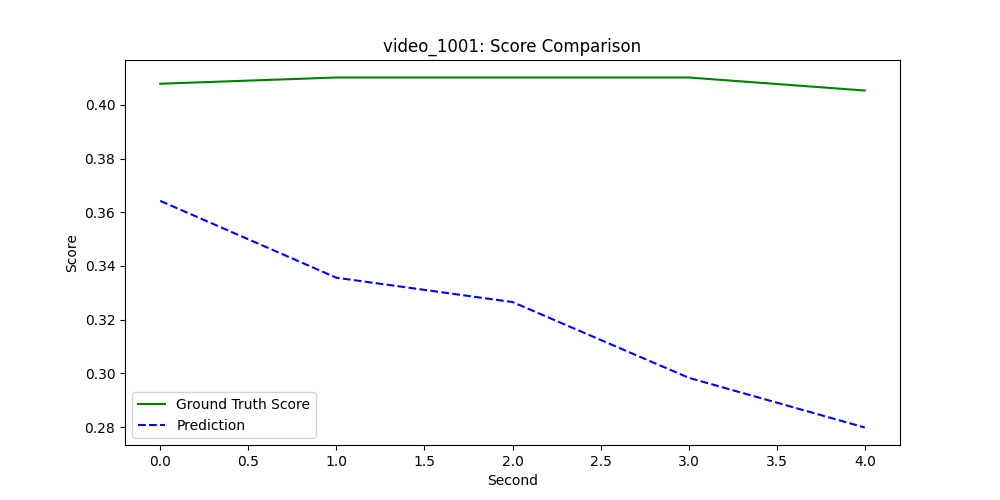 video_1001: Score Comparison
Score
0.40
0.38
0.36
0.34
0.32
0.30
0.28
Ground Truth Score
Prediction
0.0 0.5 1.0 1.5 2.0 2.5 3.0 3.5 4.0
Second